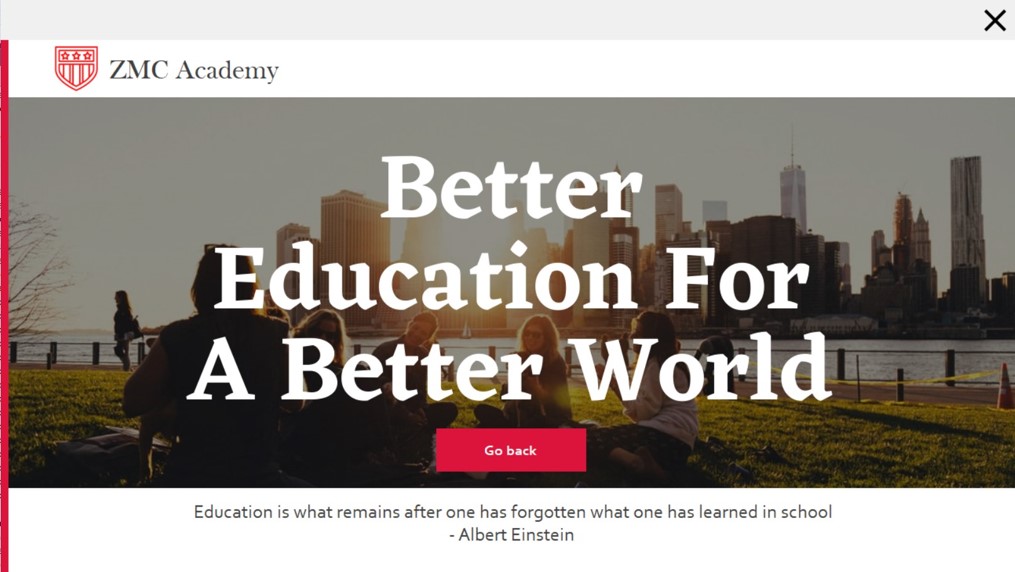 ZMC Academy
Better
Education For
A Better World
Go back
Education is what remains after one has forgotten what one has learned in school
- Albert Einstein